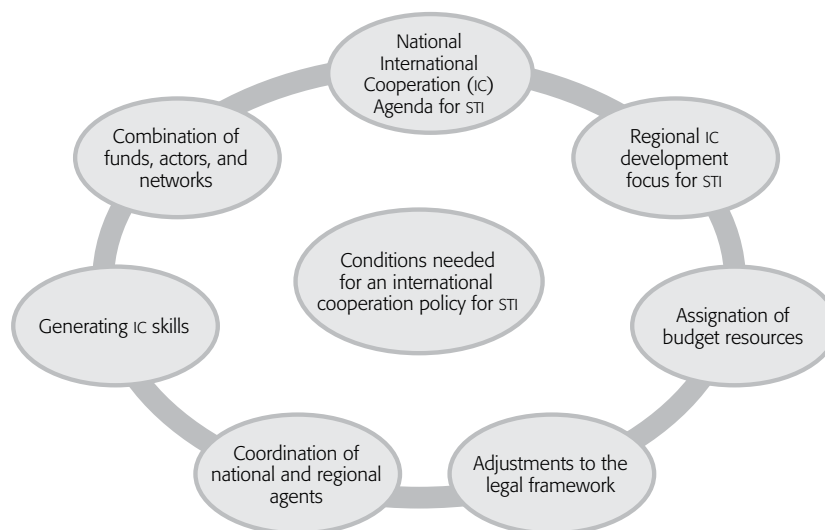 National
International
Cooperation (IC)
Agenda for STI
Combination of
funds, actors, and
networks
Regional IC
development
focus for STI
Conditions needed
for an international
cooperation policy for STI
Generating IC skills
Assignation of
budget resources
Coordination of
national and regional
agents
Adjustments to the
legal framework